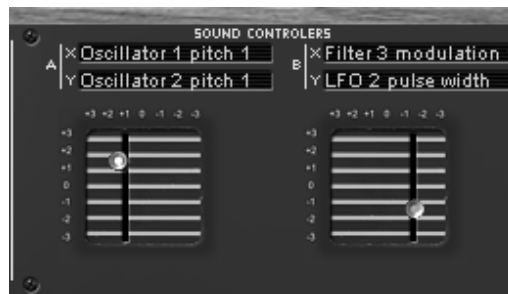 SOUND CONTROLERS
A X Oscillator 1 pitch 1
Y Oscillator 2 pitch 1
B X Filter 3 modulation
Y LFO 2 pulse width
+3 +2 +1 0 -1 -2 -3
+3
+2
+1
0
-1
-2
-3
+3 +2 +1 0 -1 -2 -3
+3
+2
+1
0
-1
-2
-3